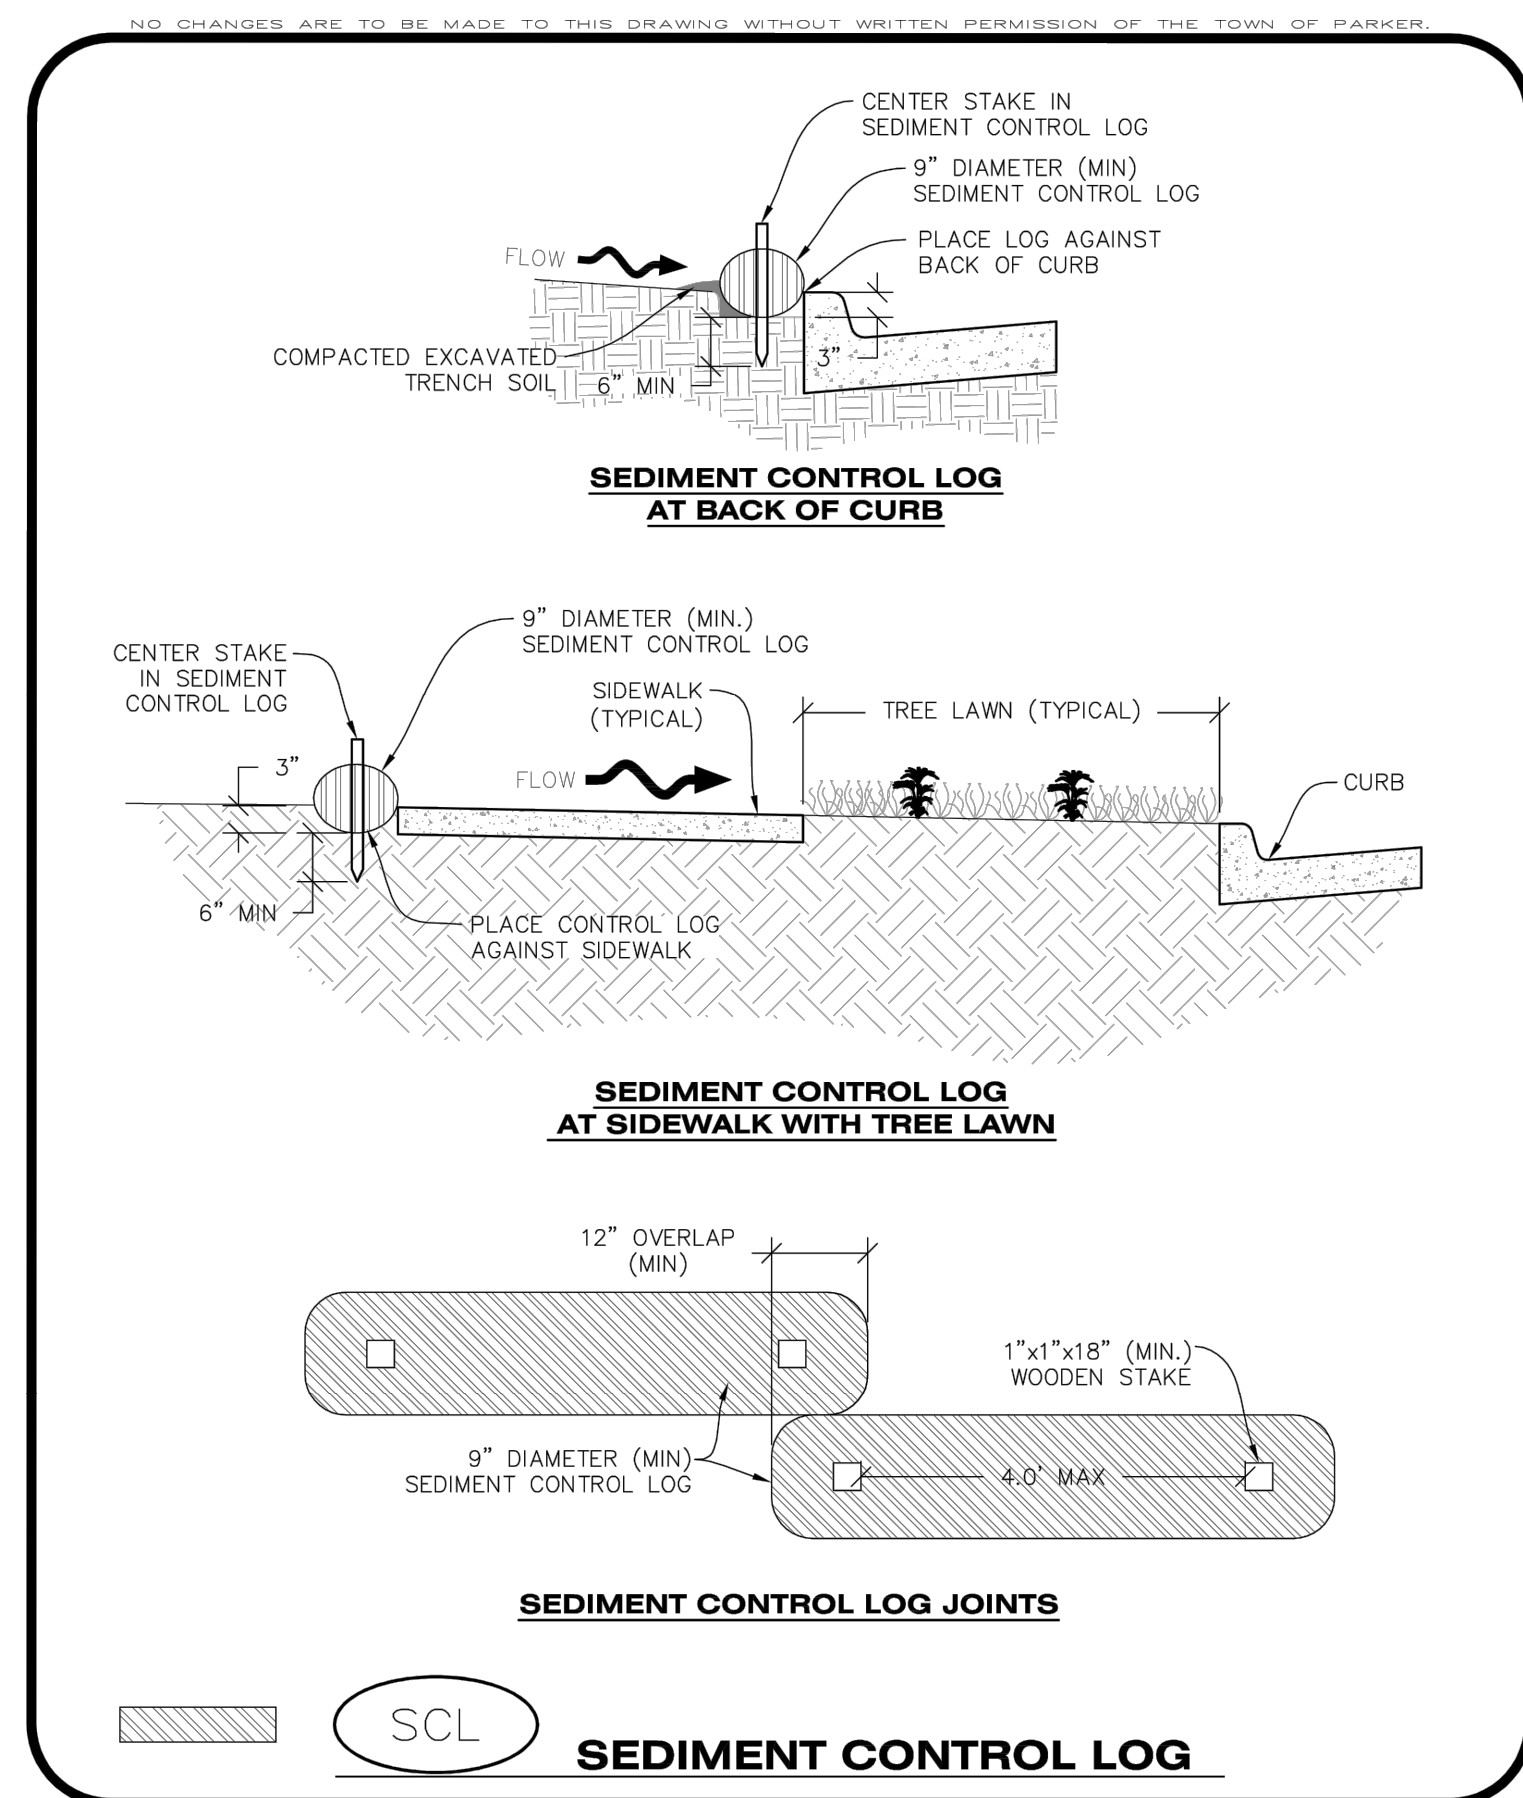 NO CHANGES ARE TO BE MADE TO THIS DRAWING WITHOUT WRITTEN PERMISSION OF THE TOWN OF PARKER.
CENTER STAKE IN
SEDIMENT CONTROL LOG
9" DIAMETER (MIN)
SEDIMENT CONTROL LOG
PLACE LOG AGAINST
BACK OF CURB
FLOW
COMPACTED EXCAVATED
TRENCH SOIL
6" MIN
3"
SEDIMENT CONTROL LOG
AT BACK OF CURB
9" DIAMETER (MIN.)
SEDIMENT CONTROL LOG
CENTER STAKE
IN SEDIMENT
CONTROL LOG
SIDEWALK
(TYPICAL)
TREE LAWN (TYPICAL)
3"
FLOW
CURB
6" MIN
PLACE CONTROL LOG
AGAINST SIDEWALK
SEDIMENT CONTROL LOG
AT SIDEWALK WITH TREE LAWN
12" OVERLAP
(MIN)
1"x1"x18" (MIN.)
WOODEN STAKE
9" DIAMETER (MIN)
SEDIMENT CONTROL LOG
4.0' MAX
SEDIMENT CONTROL LOG JOINTS
SCL
SEDIMENT CONTROL LOG